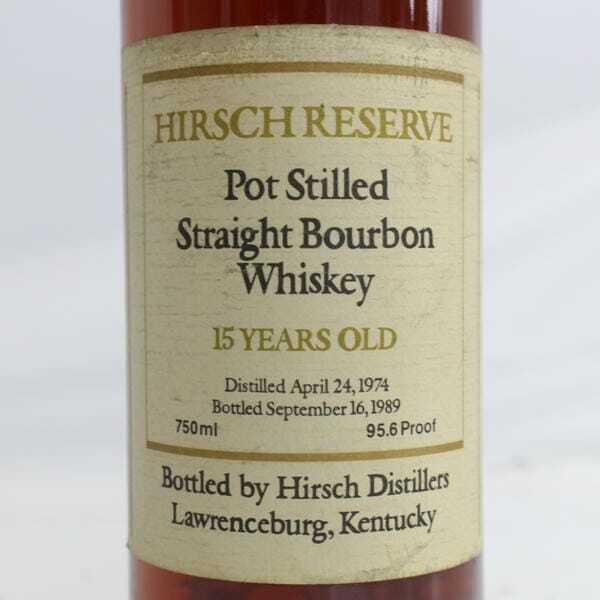 HIRSCH RESERVE
Pot Stilled
Straight Bourbon
Whiskey
15 YEARS OLD
Distilled April 24, 1974
Bottled September 16, 1989
750ml 95.6 Proof
Bottled by Hirsch Distillers
Lawrenceburg, Kentucky